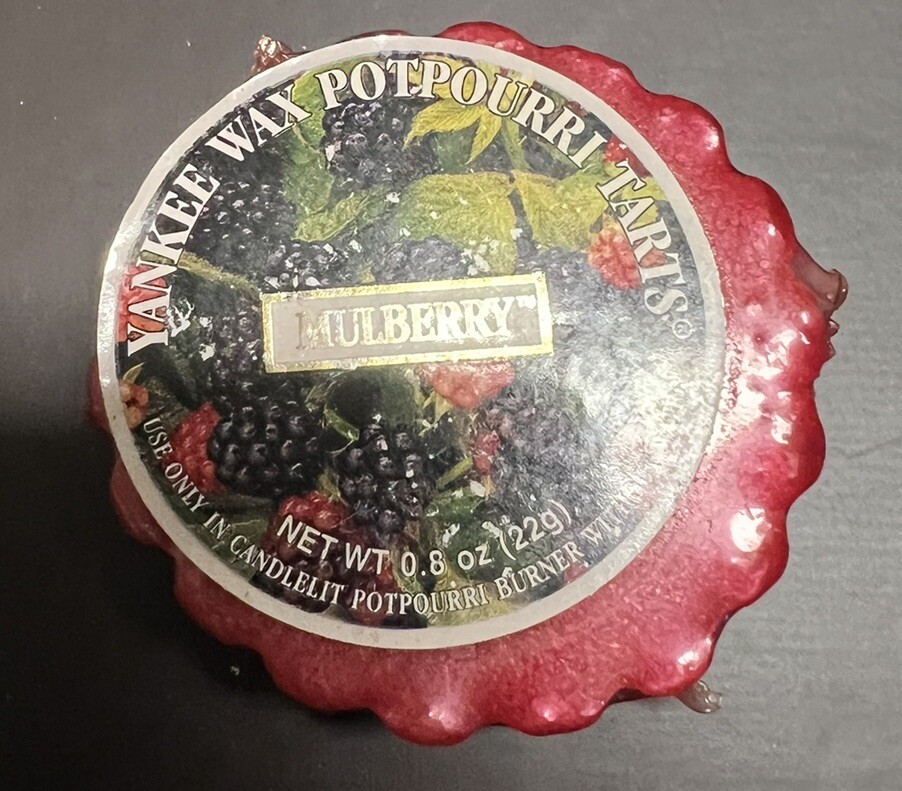 YANKEE WAX POTPOURRI TARTS®
MULBERRY™
NET WT 0.8 oz (22g)
USE ONLY IN CANDLELIT POTPOURRI BURNER